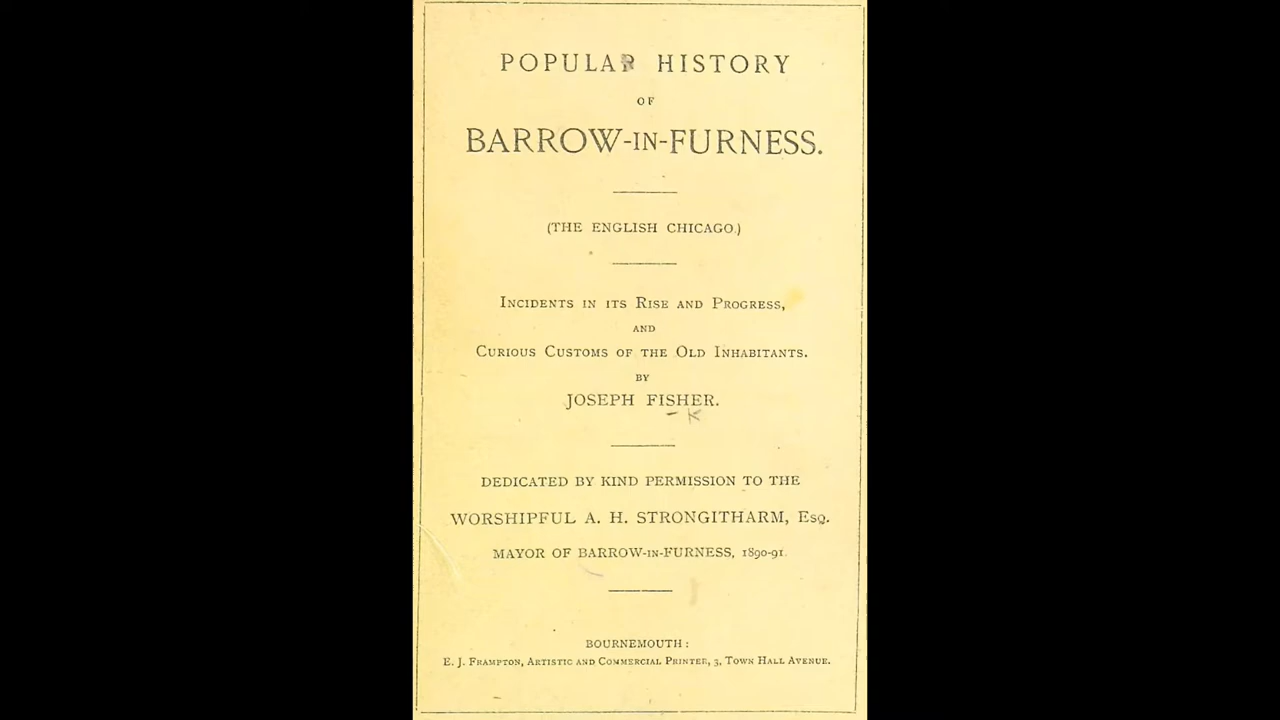 POPULAR HISTORY
OF
BARROW-IN-FURNESS.
(THE ENGLISH CHICAGO.)
INCIDENTS IN ITS RISE AND PROGRESS,
AND
CURIOUS CUSTOMS OF THE OLD INHABITANTS.
BY
JOSEPH FISHER.
- K
DEDICATED BY KIND PERMISSION TO THE
WORSHIPFUL A. H. STRONGITHARM, ESQ.
MAYOR OF BARROW-IN-FURNESS, 1890-91.
BOURNEMOUTH:
E. J. FRAMPTON, ARTISTIC AND COMMERCIAL PRINTER, 3, TOWN HALL AVENUE.